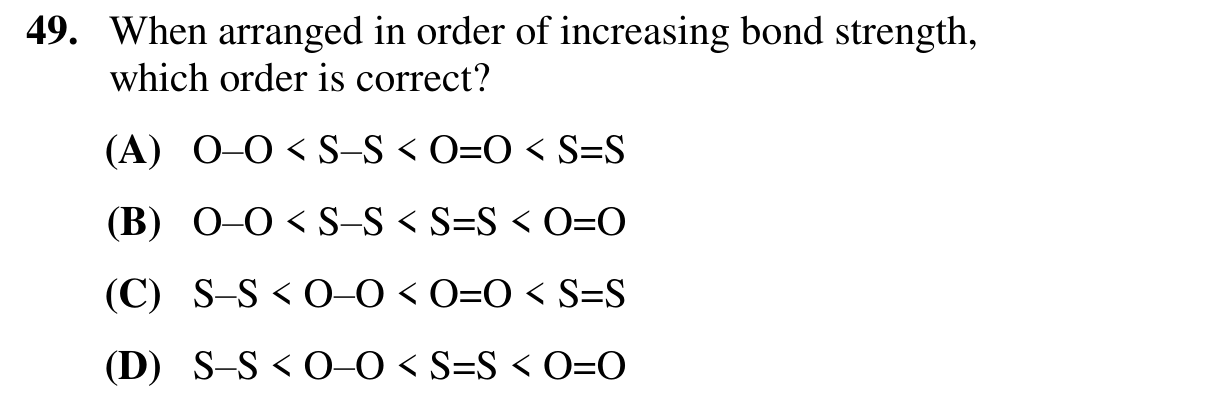 49. When arranged in order of increasing bond strength,
which order is correct?
(A) O–O < S–S < O=O < S=S
(B) O–O < S–S < S=S < O=O
(C) S–S < O–O < O=O < S=S
(D) S–S < O–O < S=S < O=O